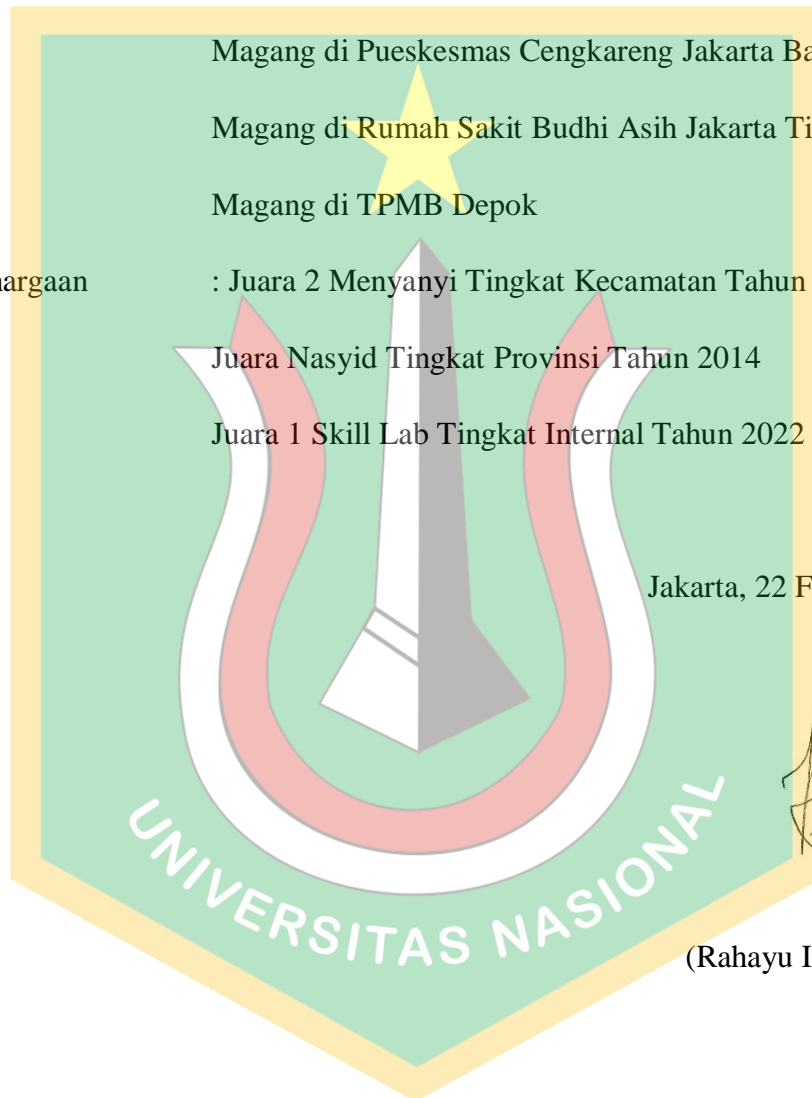 Magang di Pueskesmas Cengkareng Jakarta Ba
Magang di Rumah Sakit Budhi Asih Jakarta Ti
Magang di TPMB Depok
hargaan : Juara 2 Menyanyi Tingkat Kecamatan Tahun
Juara Nasyid Tingkat Provinsi Tahun 2014
Juara 1 Skill Lab Tingkat Internal Tahun 2022
Jakarta, 22 F
UNIVERSITAS NASIONAL
(Rahayu I